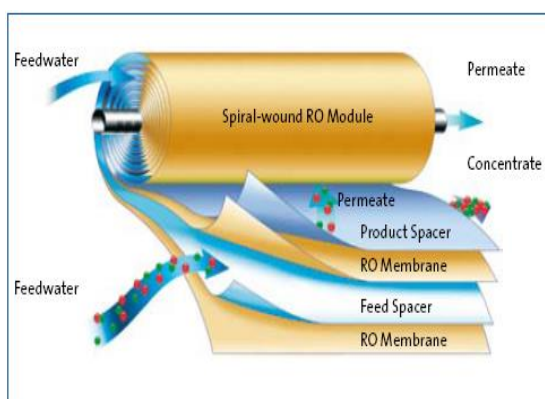 Feedwater
Permeate
Spiral-wound RO Module
Concentrate
Permeate
Product Spacer
RO Membrane
Feedwater
Feed Spacer
RO Membrane